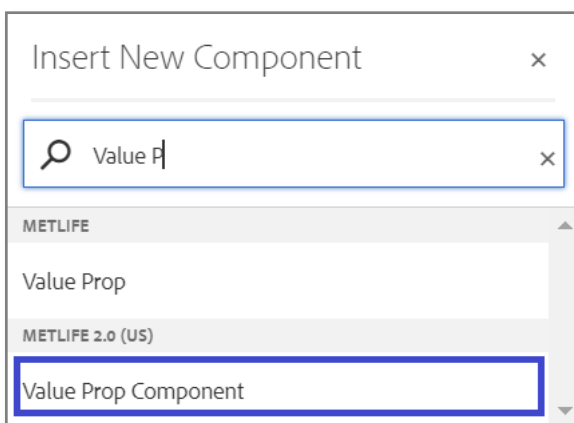 Insert New Component
Value P
METLIFE
Value Prop
METLIFE 2.0 (US)
Value Prop Component